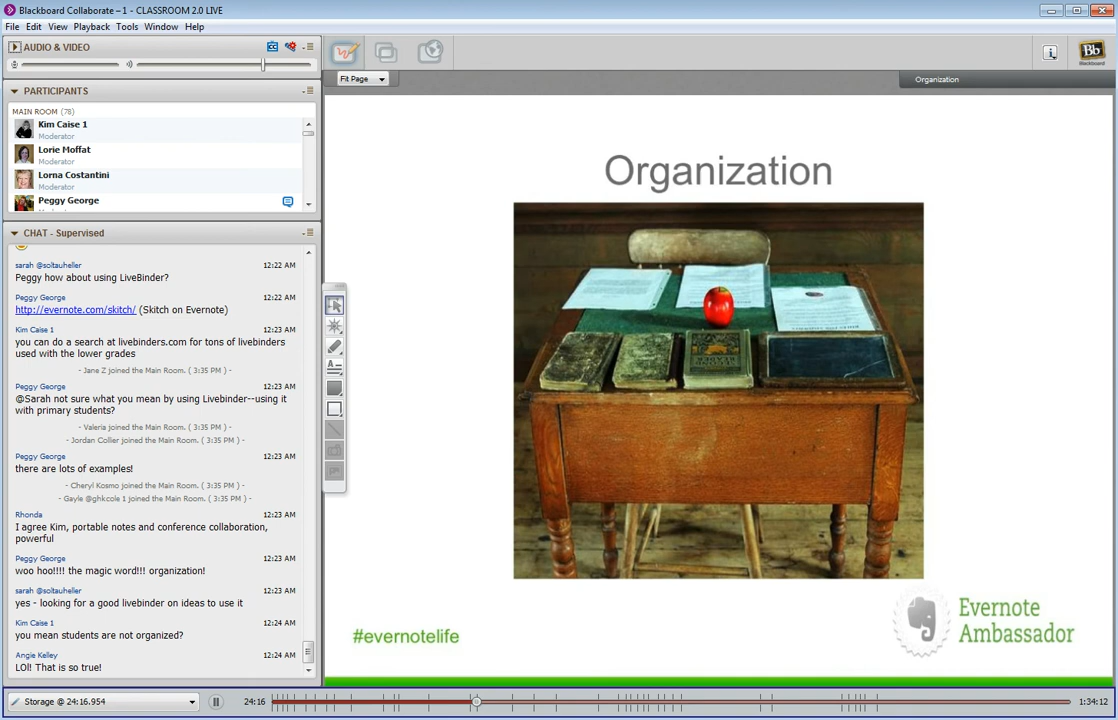 Blackboard Collaborate – 1 - CLASSROOM 2.0 LIVE
File Edit View Playback Tools Window Help
AUDIO & VIDEO
PARTICIPANTS
MAIN ROOM (78)
Kim Caise 1
Moderator
Lorie Moffat
Moderator
Lorna Costantini
Moderator
Peggy George
CHAT - Supervised
sarah @soltauheller 12:22 AM
Peggy how about using LiveBinder?
Peggy George 12:22 AM
http://evernote.com/skitch/ (Skitch on Evernote)
Kim Caise 1 12:23 AM
you can do a search at livebinders.com for tons of livebinders
used with the lower grades
- Jane Z joined the Main Room. ( 3:35 PM ) -
Peggy George 12:23 AM
@Sarah not sure what you mean by using Livebinder--using it
with primary students?
- Valeria joined the Main Room. ( 3:35 PM ) -
- Jordan Collier joined the Main Room. ( 3:35 PM ) -
Peggy George 12:23 AM
there are lots of examples!
- Cheryl Kosmo joined the Main Room. ( 3:35 PM ) -
- Gayle @ghkcole 1 joined the Main Room. ( 3:35 PM ) -
Rhonda 12:23 AM
I agree Kim, portable notes and conference collaboration,
powerful
Peggy George 12:23 AM
woo hoo!!!! the magic word!!! organization!
sarah @soltauheller 12:23 AM
yes - looking for a good livebinder on ideas to use it
Kim Caise 1 12:24 AM
you mean students are not organized?
Angie Kelley 12:24 AM
LOl! That is so true!
Fit Page
Organization
Bb
Blackboard
Organization
READER
#evernotelife
Evernote
Ambassador
Storage @ 24:16.954
24:16
1:34:12